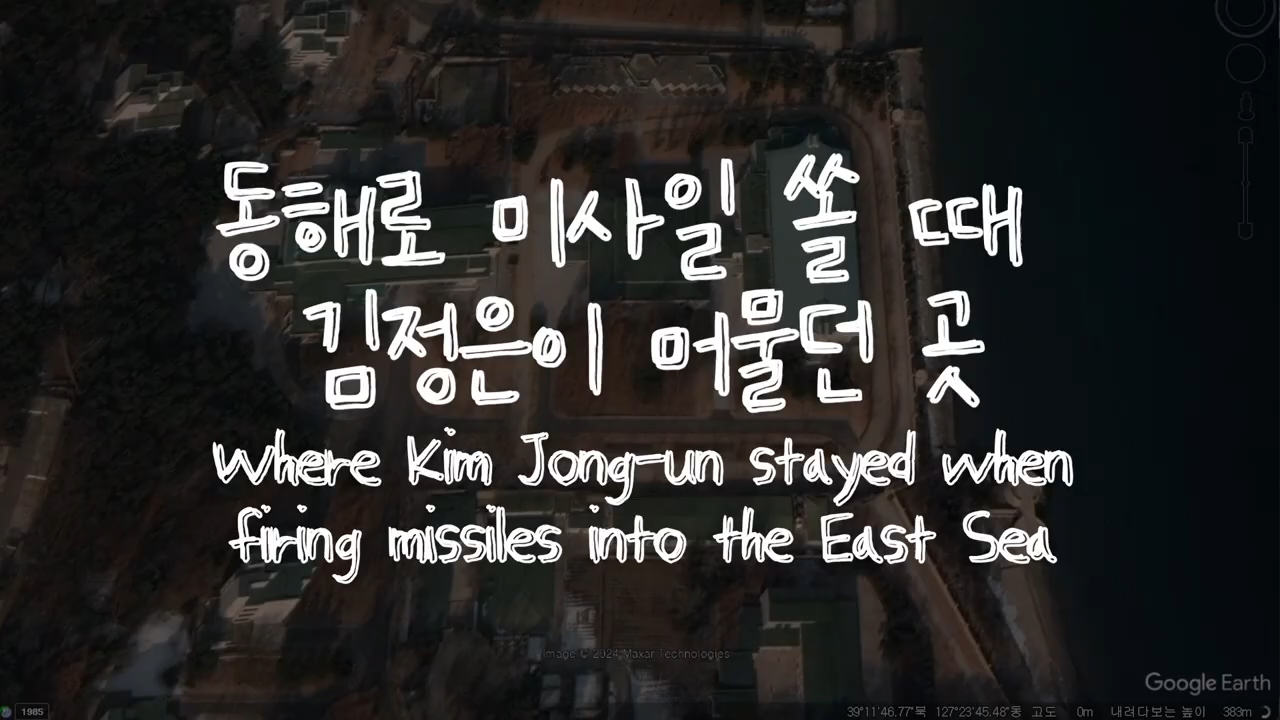 동해로 미사일 쏠 때
김정은이 머물던 곳
Where Kim Jong-un stayed when
firing missiles into the East Sea
Image © 2024 Maxar Technologies
Google Earth
1985
39°11'46.77"북 127°23'45.48"동 고도 0m 내려다보는 높이 383m